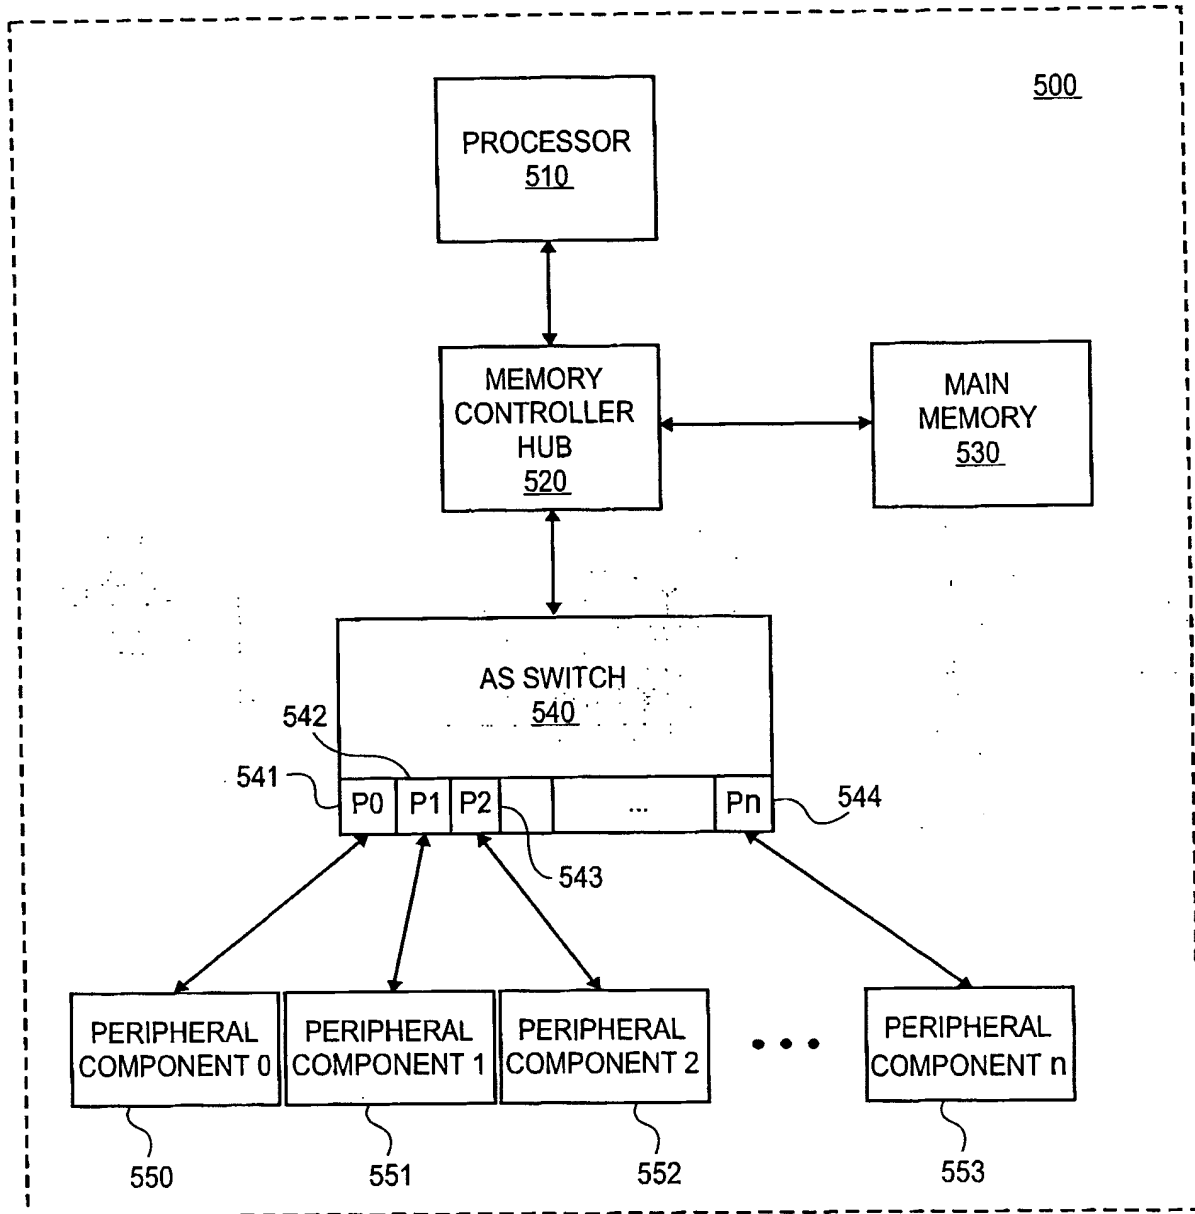 500
PROCESSOR
510
MEMORY
CONTROLLER
HUB
520
MAIN
MEMORY
530
AS SWITCH
540
542
541
P0 P1 P2 ... Pn
544
543
PERIPHERAL
COMPONENT 0
PERIPHERAL
COMPONENT 1
PERIPHERAL
COMPONENT 2
PERIPHERAL
COMPONENT n
550
551
552
553